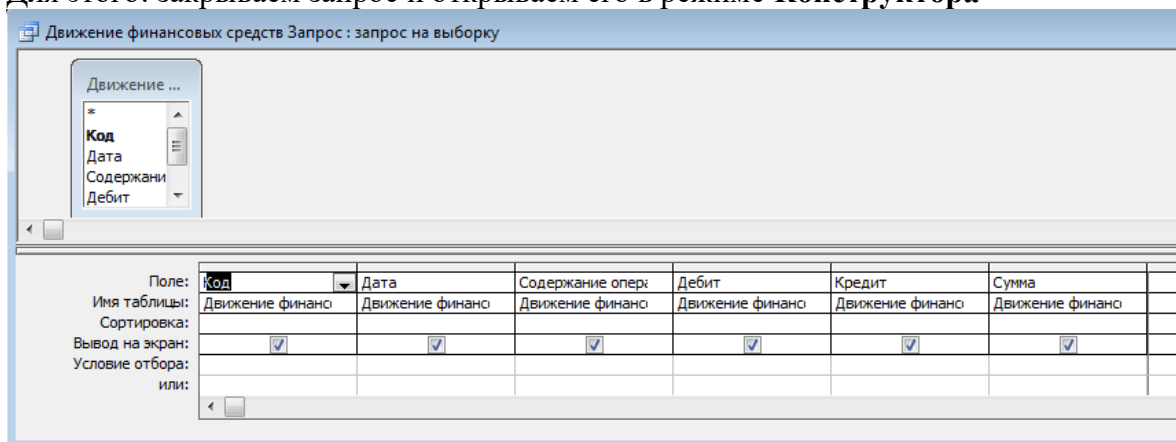 Для этого: закрываем запрос и открываем его в режиме Конструктора
Движение финансовых средств Запрос : запрос на выборку
Движение ...
*
Код
Дата
Содержани
Дебит
Поле: Код Дата Содержание опера Дебит Кредит Сумма
Имя таблицы: Движение финансо Движение финансо Движение финансо Движение финансо Движение финансо Движение финансо
Сортировка:
Вывод на экран:
Условие отбора:
или: